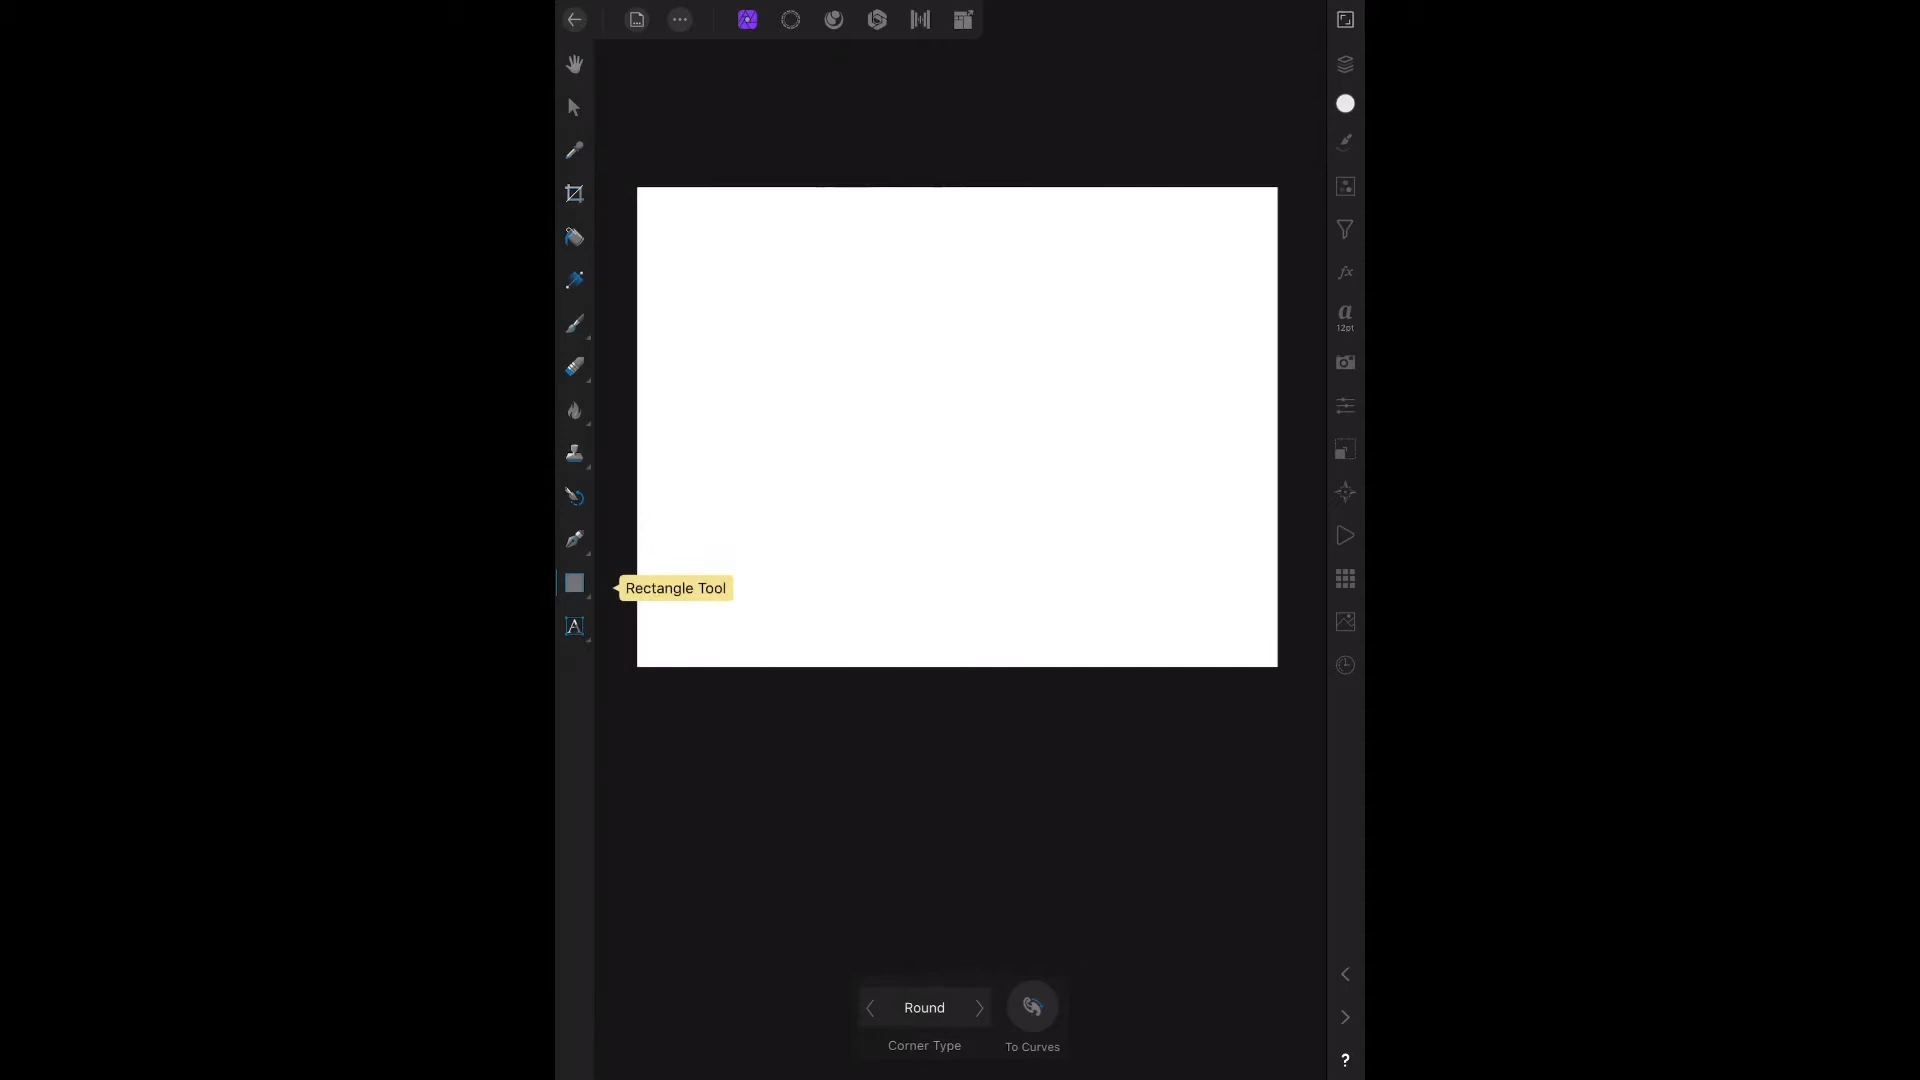 a
12pt
Rectangle Tool
A
Round
Corner Type
To Curves
?